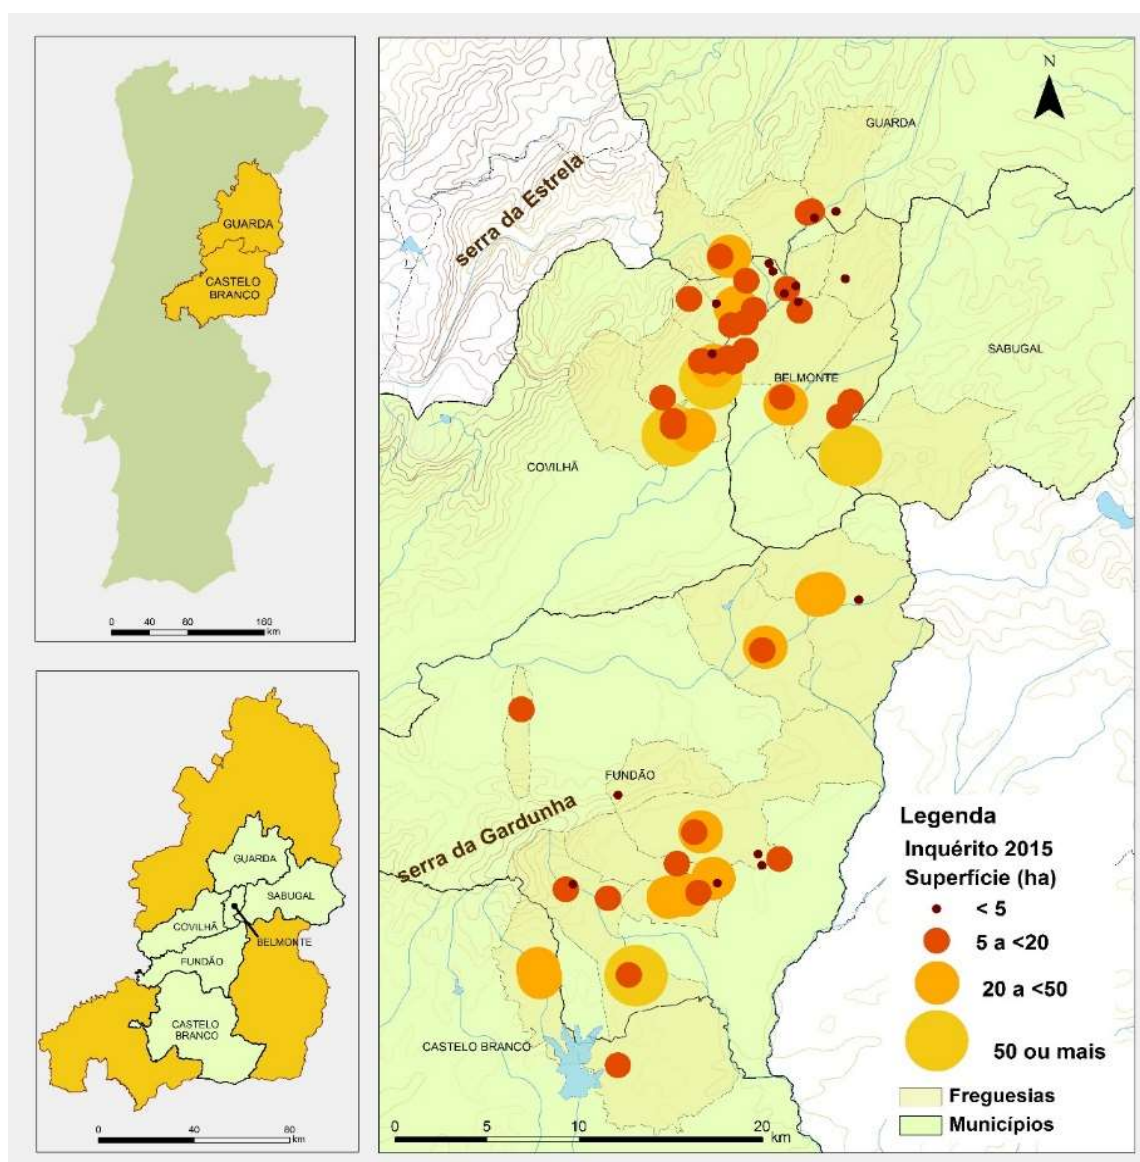 GUARDA
CASTELO
BRANCO
0 40 80 160
km
GUARDA
SABUGAL
COVILHÃ
BELMONTE
FUNDÃO
CASTELO
BRANCO
0 40 80
km
N
GUARDA
serra da Estrela
SABUGAL
BELMONTE
COVILHÃ
FUNDÃO
serra da Gardunha
CASTELO BRANCO
0 5 10 20
km
Legenda
Inquérito 2015
Superfície (ha)
< 5
5 a <20
20 a <50
50 ou mais
Freguesias
Municípios